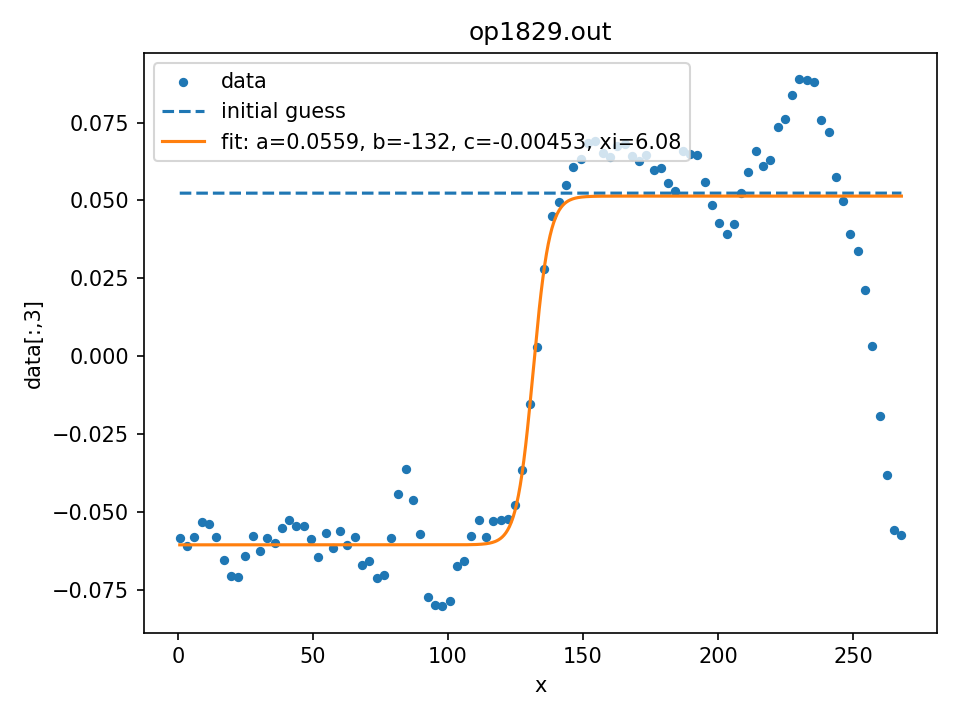 op1829.out
data
initial guess
fit: a=0.0559, b=-132, c=-0.00453, xi=6.08
0.075
0.050
0.025
0.000
−0.025
−0.050
−0.075
data[:,3]
0 50 100 150 200 250
x